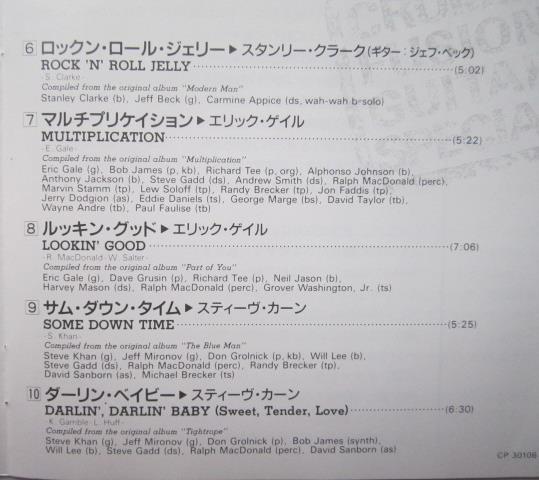 6 ロックン・ロール・ジェリー▶スタンリー・クラーク(ギター：ジェフ・ベック)
ROCK 'N' ROLL JELLY (5:02)
-S. Clarke-
Compiled from the original album "Modern Man"
Stanley Clarke (b), Jeff Beck (g), Carmine Appice (ds, wah-wah b-solo)
7 マルチプリケイション▶エリック・ゲイル
MULTIPLICATION (5:22)
-E. Gale-
Compiled from the original album "Multiplication"
Eric Gale (g), Bob James (p, kb), Richard Tee (p, org), Alphonso Johnson (b),
Anthony Jackson (b), Steve Gadd (ds), Andrew Smith (ds), Ralph MacDonald (perc),
Marvin Stamm (tp), Lew Soloff (tp), Randy Brecker (tp), Jon Faddis (tp),
Jerry Dodgion (as), Eddie Daniels (ts), George Marge (bs), David Taylor (tb),
Wayne Andre (tb), Paul Faulise (tb)
8 ルッキン・グッド▶エリック・ゲイル
LOOKIN' GOOD (7:06)
-R. MacDonald-W. Salter-
Compiled from the original album "Part of You"
Eric Gale (g), Dave Grusin (p), Richard Tee (p), Neil Jason (b),
Harvey Mason (ds), Ralph MacDonald (perc), Grover Washington, Jr. (ts)
9 サム・ダウン・タイム▶スティーヴ・カーン
SOME DOWN TIME (5:25)
-S. Khan-
Compiled from the original album "The Blue Man"
Steve Khan (g), Jeff Mironov (g), Don Grolnick (p, kb), Will Lee (b),
Steve Gadd (ds), Ralph MacDonald (perc), Randy Brecker (tp),
David Sanborn (as), Michael Brecker (ts)
10 ダーリン・ベイビー▶スティーヴ・カーン
DARLIN', DARLIN' BABY (Sweet, Tender, Love) (6:30)
-K. Gamble-L. Huff-
Compiled from the original album "Tightrope"
Steve Khan (g), Jeff Mironov (g), Don Grolnick (p), Bob James (synth),
Will Lee (b), Steve Gadd (ds), Ralph MacDonald (perc), David Sanborn (as)
CP 30106